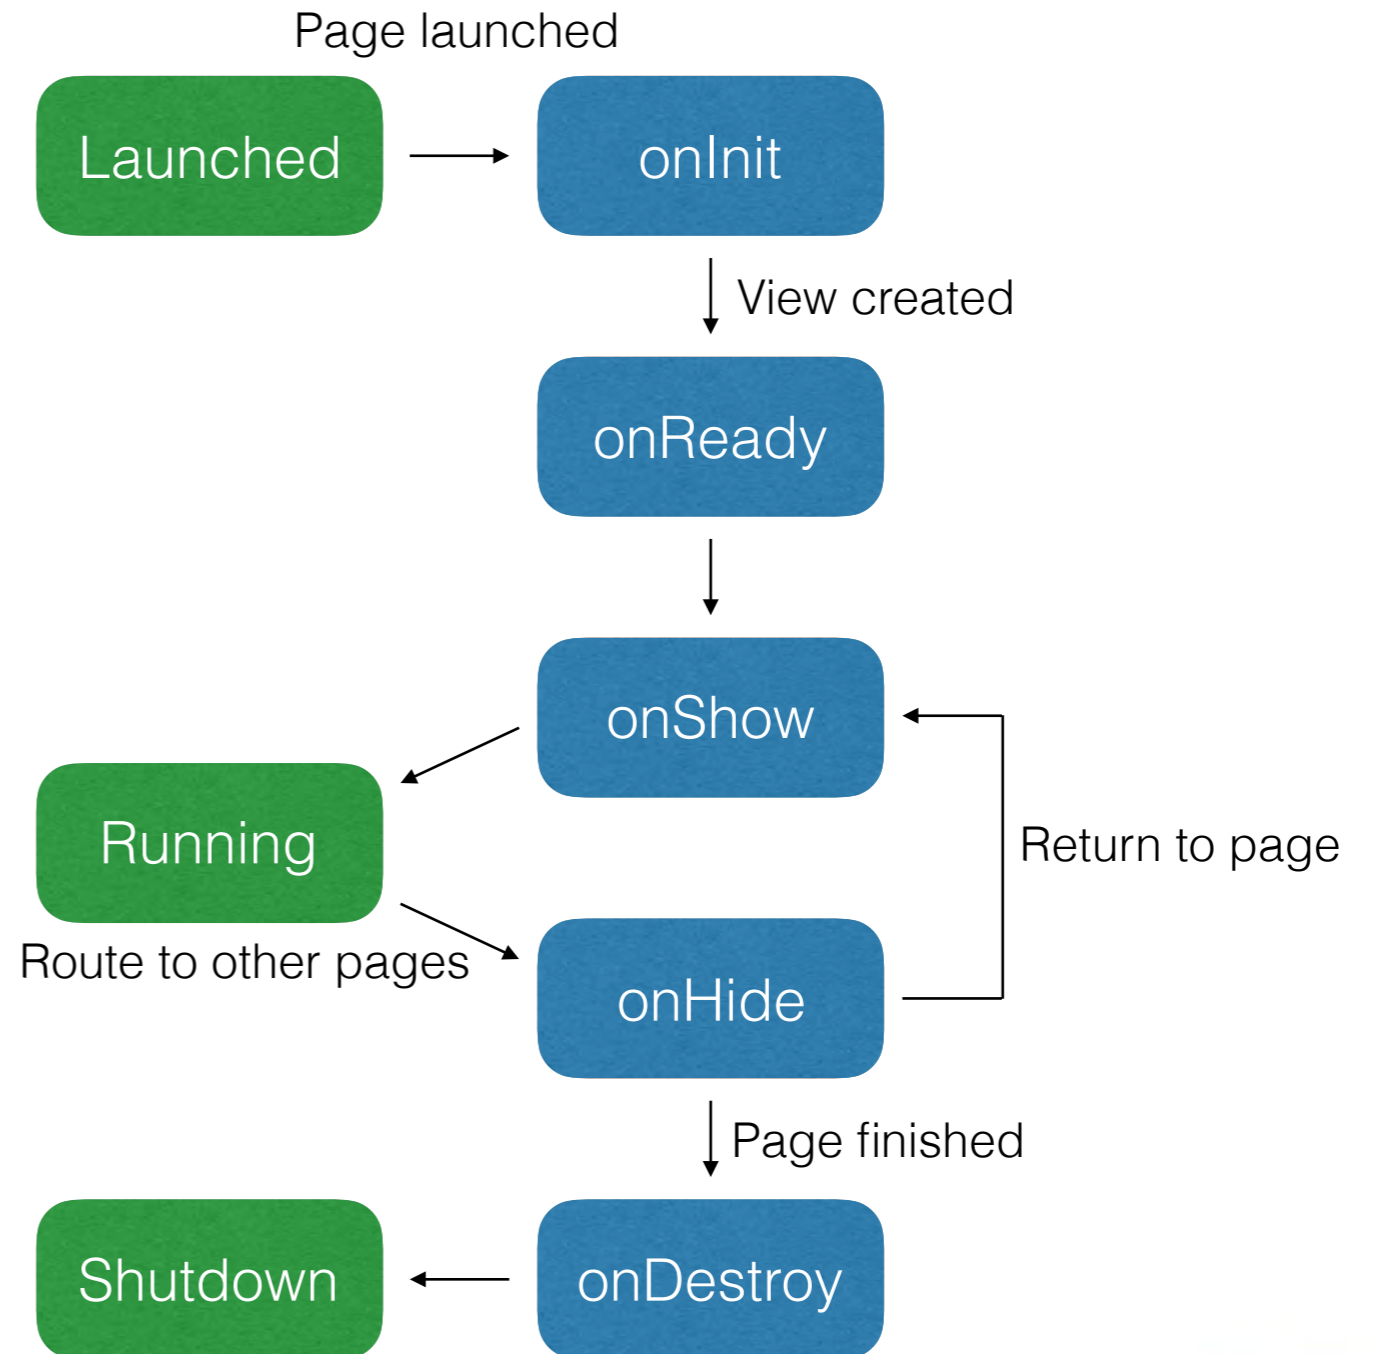 Page launched
Launched
onInit
View created
onReady
onShow
Running
Return to page
Route to other pages
onHide
Page finished
Shutdown
onDestroy